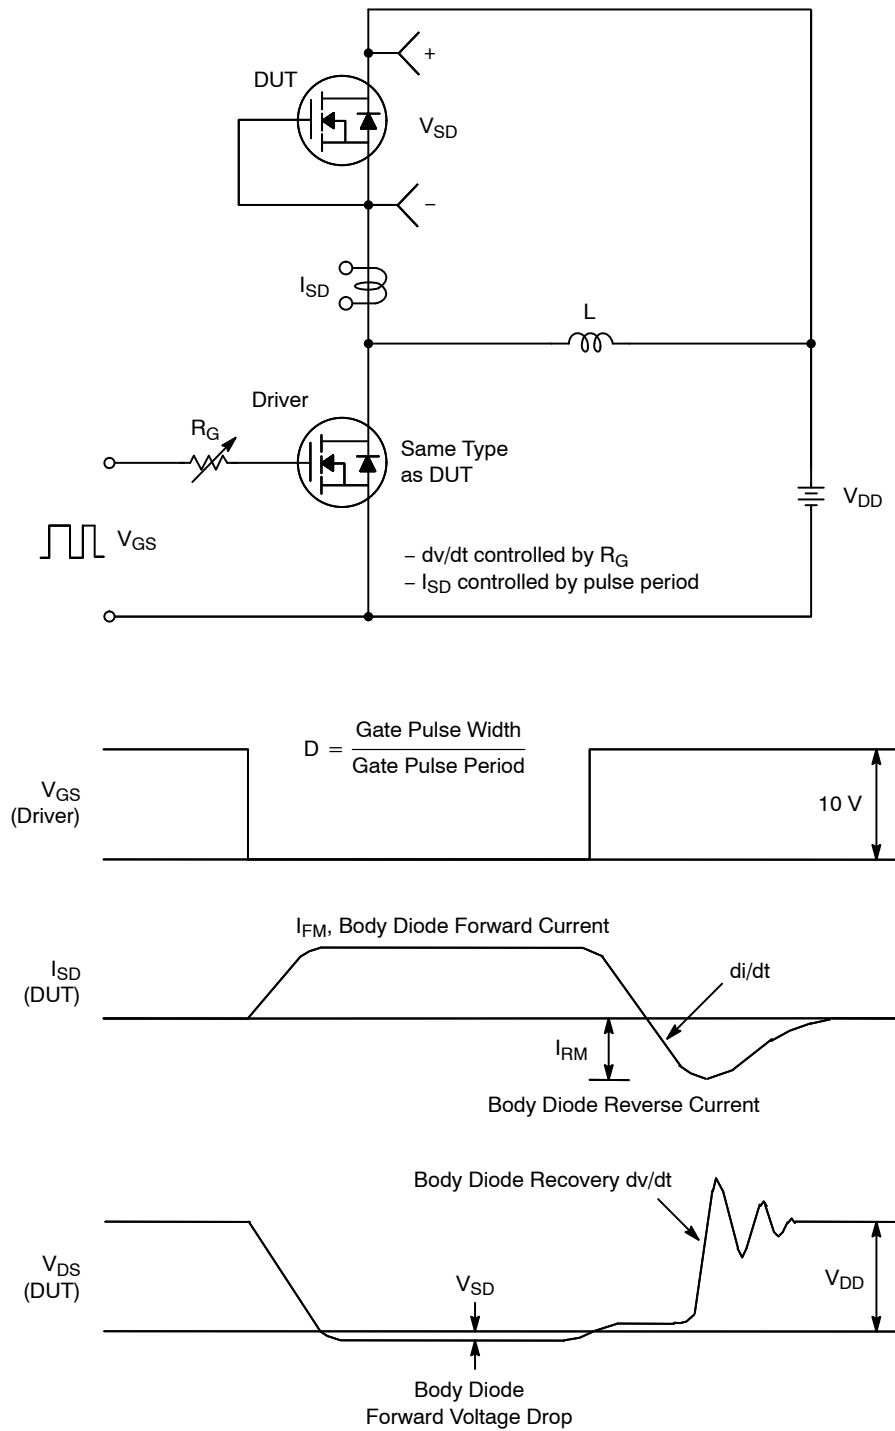 +
DUT
V_SD
−
I_SD
L
Driver
R_G
Same Type
as DUT
V_DD
V_GS
− dv/dt controlled by R_G
− I_SD controlled by pulse period
D = Gate Pulse Width
Gate Pulse Period
V_GS
(Driver)
10 V
I_FM, Body Diode Forward Current
I_SD
(DUT)
di/dt
I_RM
Body Diode Reverse Current
Body Diode Recovery dv/dt
V_DS
(DUT)
V_SD
V_DD
Body Diode
Forward Voltage Drop